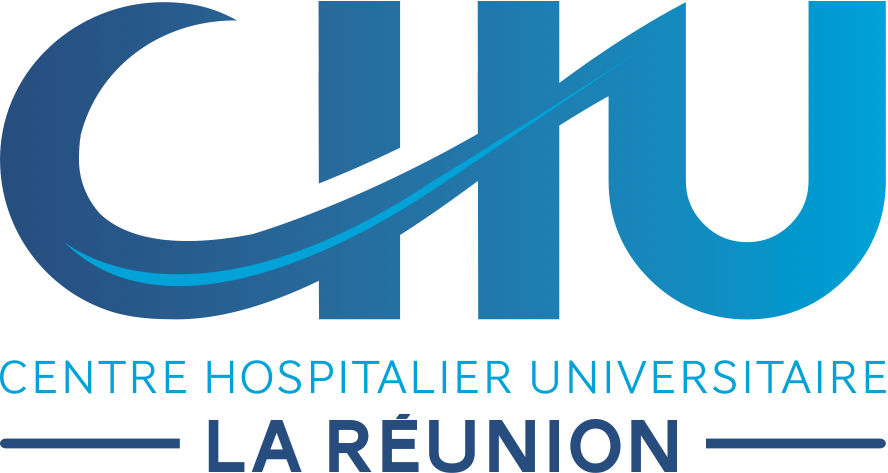 CHU
CENTRE HOSPITALIER UNIVERSITAIRE
LA RÉUNION